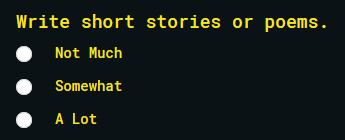 Write short stories or poems.
Not Much
Somewhat
A Lot